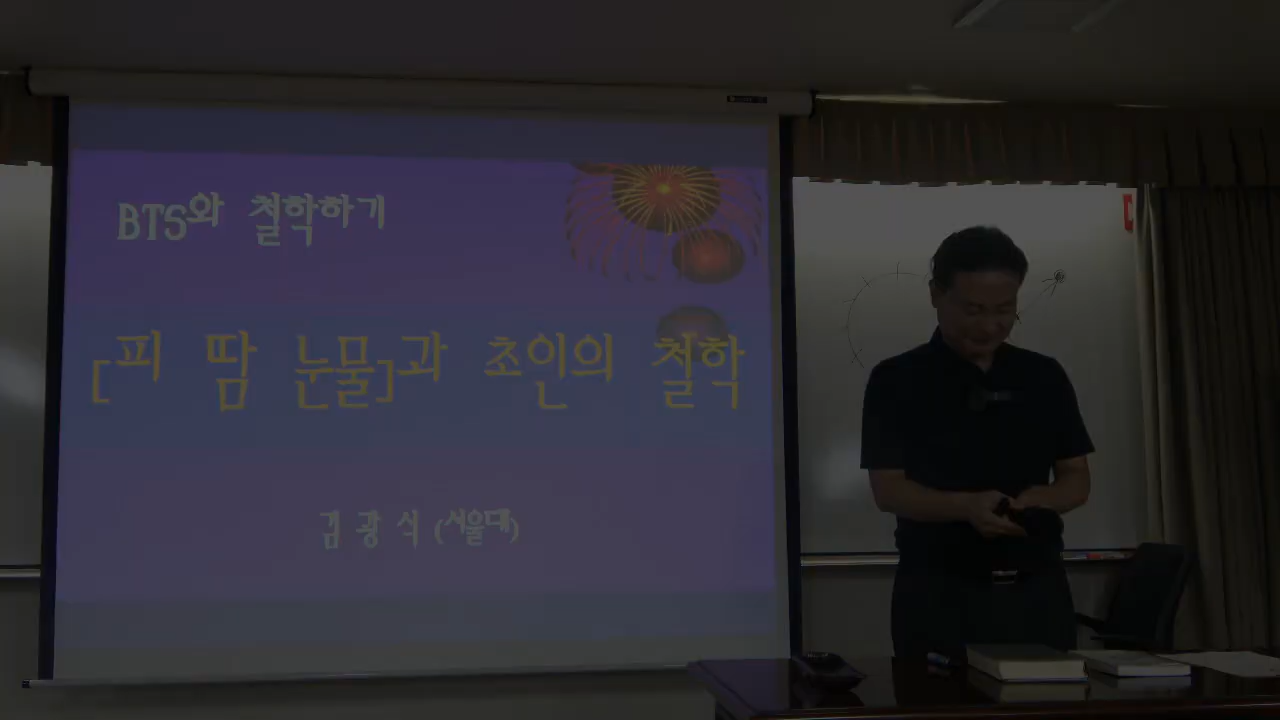 BTS와 철학하기
[피 땀 눈물]과 초인의 철학
김 광 식 (서울대)